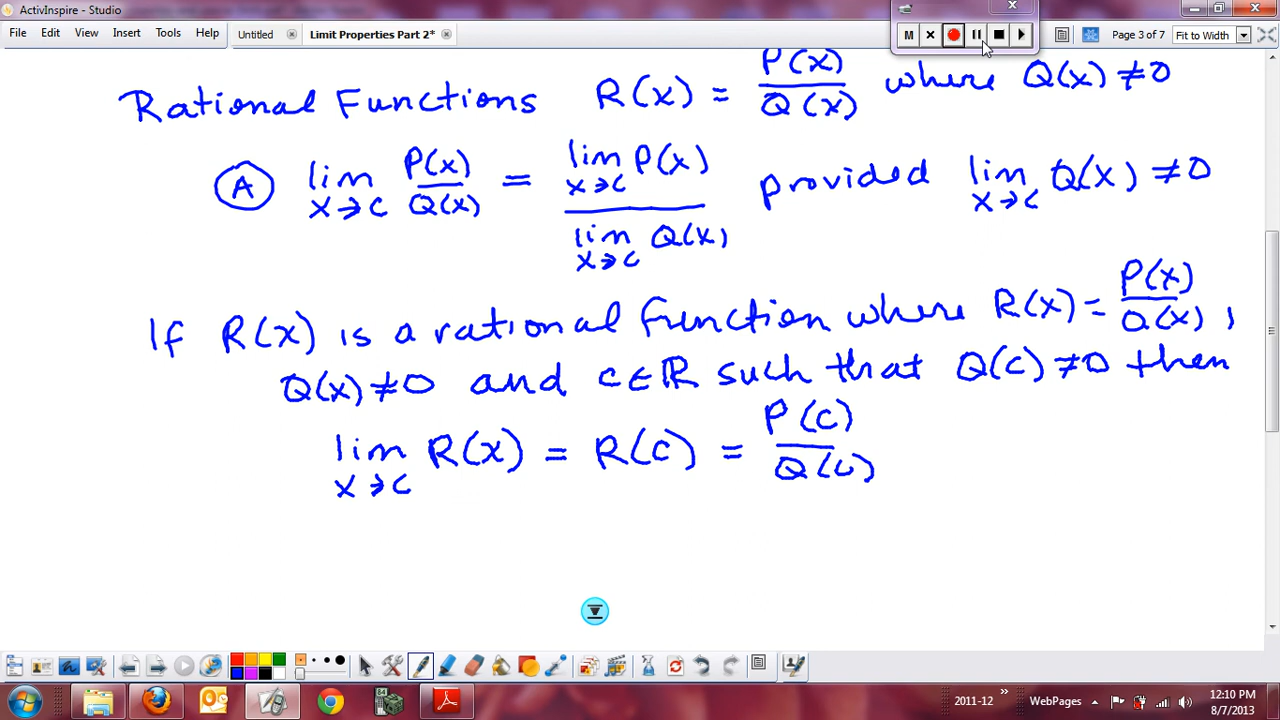 ActivInspire - Studio
File Edit View Insert Tools Help Untitled Limit Properties Part 2* M Page 3 of 7 Fit to Width
Rational Functions R(x) = P(x)/Q(x) where Q(x) ≠ 0
A lim x→c P(x)/Q(x) = lim x→c P(x) / lim x→c Q(x) provided lim x→c Q(x) ≠ 0
If R(x) is a rational function where R(x) = P(x)/Q(x),
Q(x) ≠ 0 and c ∈ ℝ such that Q(c) ≠ 0 then
lim x→c R(x) = R(c) = P(c)/Q(c)
2011-12 » WebPages 12:10 PM
8/7/2013